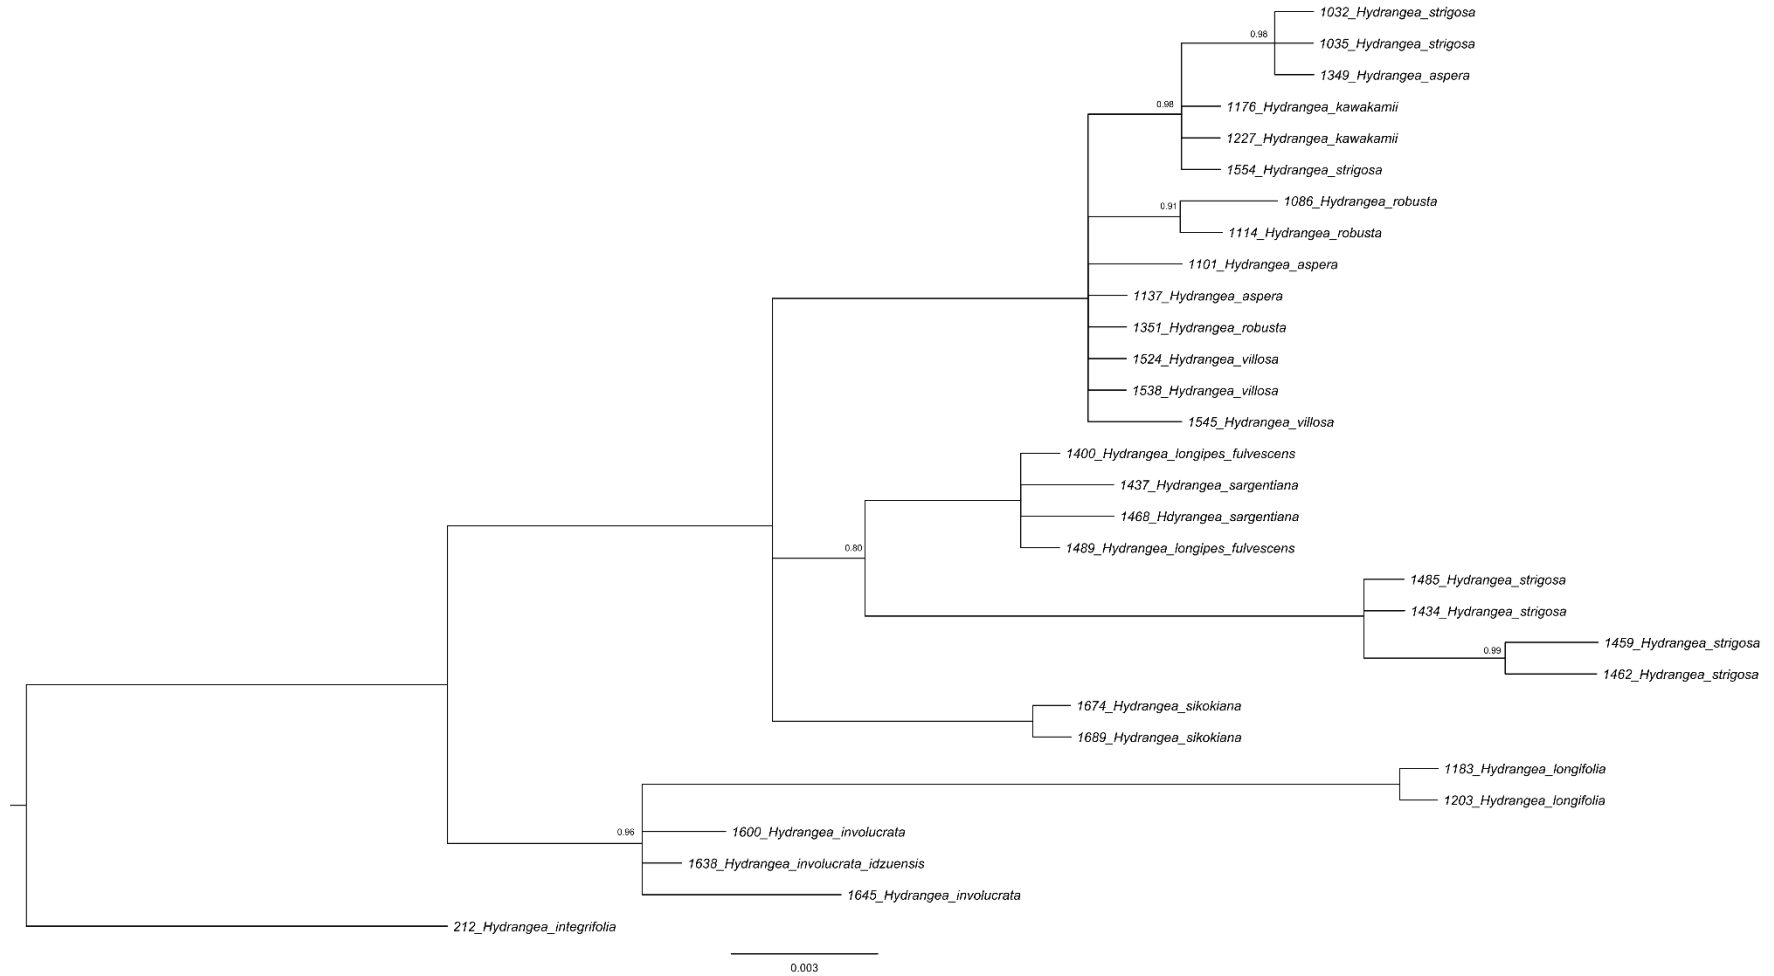 1032_Hydrangea_strigosa
0.98
1035_Hydrangea_strigosa
1349_Hydrangea_aspera
0.98
1176_Hydrangea_kawakamii
1227_Hydrangea_kawakamii
1554_Hydrangea_strigosa
0.91
1086_Hydrangea_robusta
1114_Hydrangea_robusta
1101_Hydrangea_aspera
1137_Hydrangea_aspera
1351_Hydrangea_robusta
1524_Hydrangea_villosa
1538_Hydrangea_villosa
1545_Hydrangea_villosa
1400_Hydrangea_longipes_fulvescens
1437_Hydrangea_sargentiana
1468_Hdyrangea_sargentiana
0.80
1489_Hydrangea_longipes_fulvescens
1485_Hydrangea_strigosa
1434_Hydrangea_strigosa
0.99
1459_Hydrangea_strigosa
1462_Hydrangea_strigosa
1674_Hydrangea_sikokiana
1689_Hydrangea_sikokiana
1183_Hydrangea_longifolia
1203_Hydrangea_longifolia
0.96
1600_Hydrangea_involucrata
1638_Hydrangea_involucrata_idzuensis
1645_Hydrangea_involucrata
212_Hydrangea_integrifolia
0.003